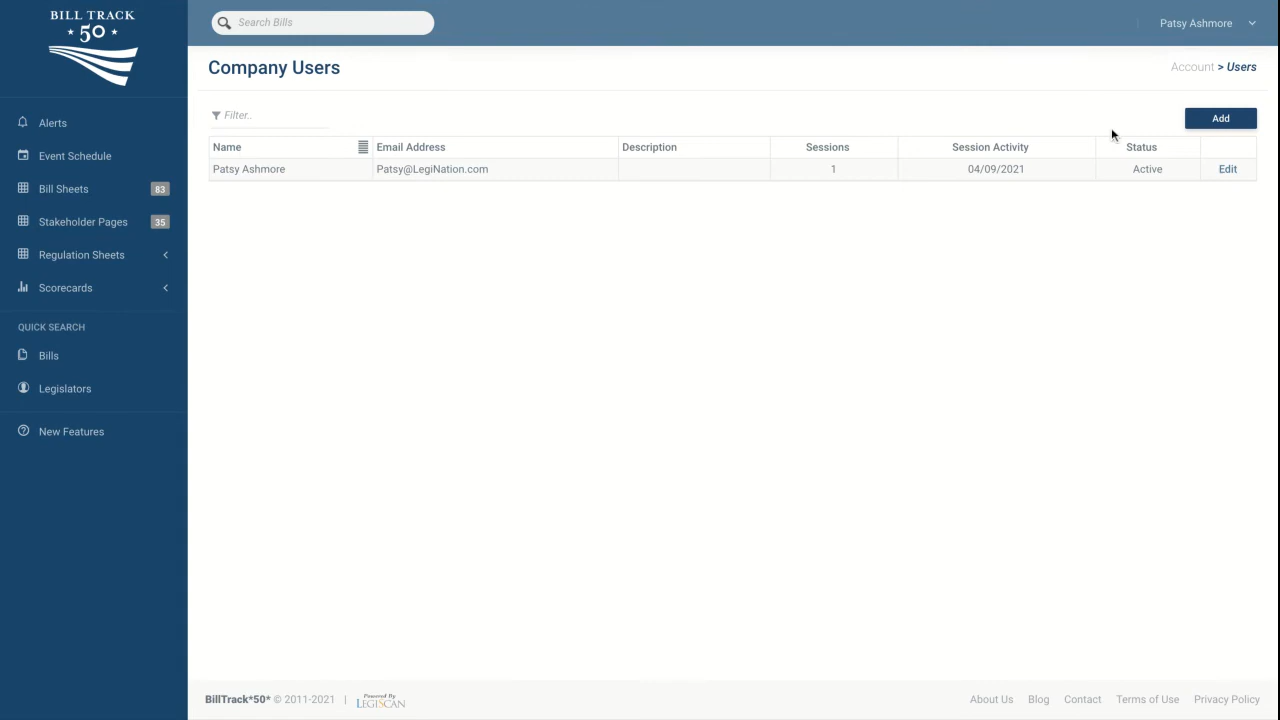 BILL TRACK
50
Search Bills
Patsy Ashmore
Company Users
Account > Users
Alerts
Event Schedule
Bill Sheets 83
Stakeholder Pages 35
Regulation Sheets
Scorecards
QUICK SEARCH
Bills
Legislators
New Features
Filter..
Add
Name Email Address Description Sessions Session Activity Status
Patsy Ashmore Patsy@LegiNation.com 1 04/09/2021 Active Edit
BillTrack*50* © 2011-2021 | Powered By LEGISCAN
About Us Blog Contact Terms of Use Privacy Policy